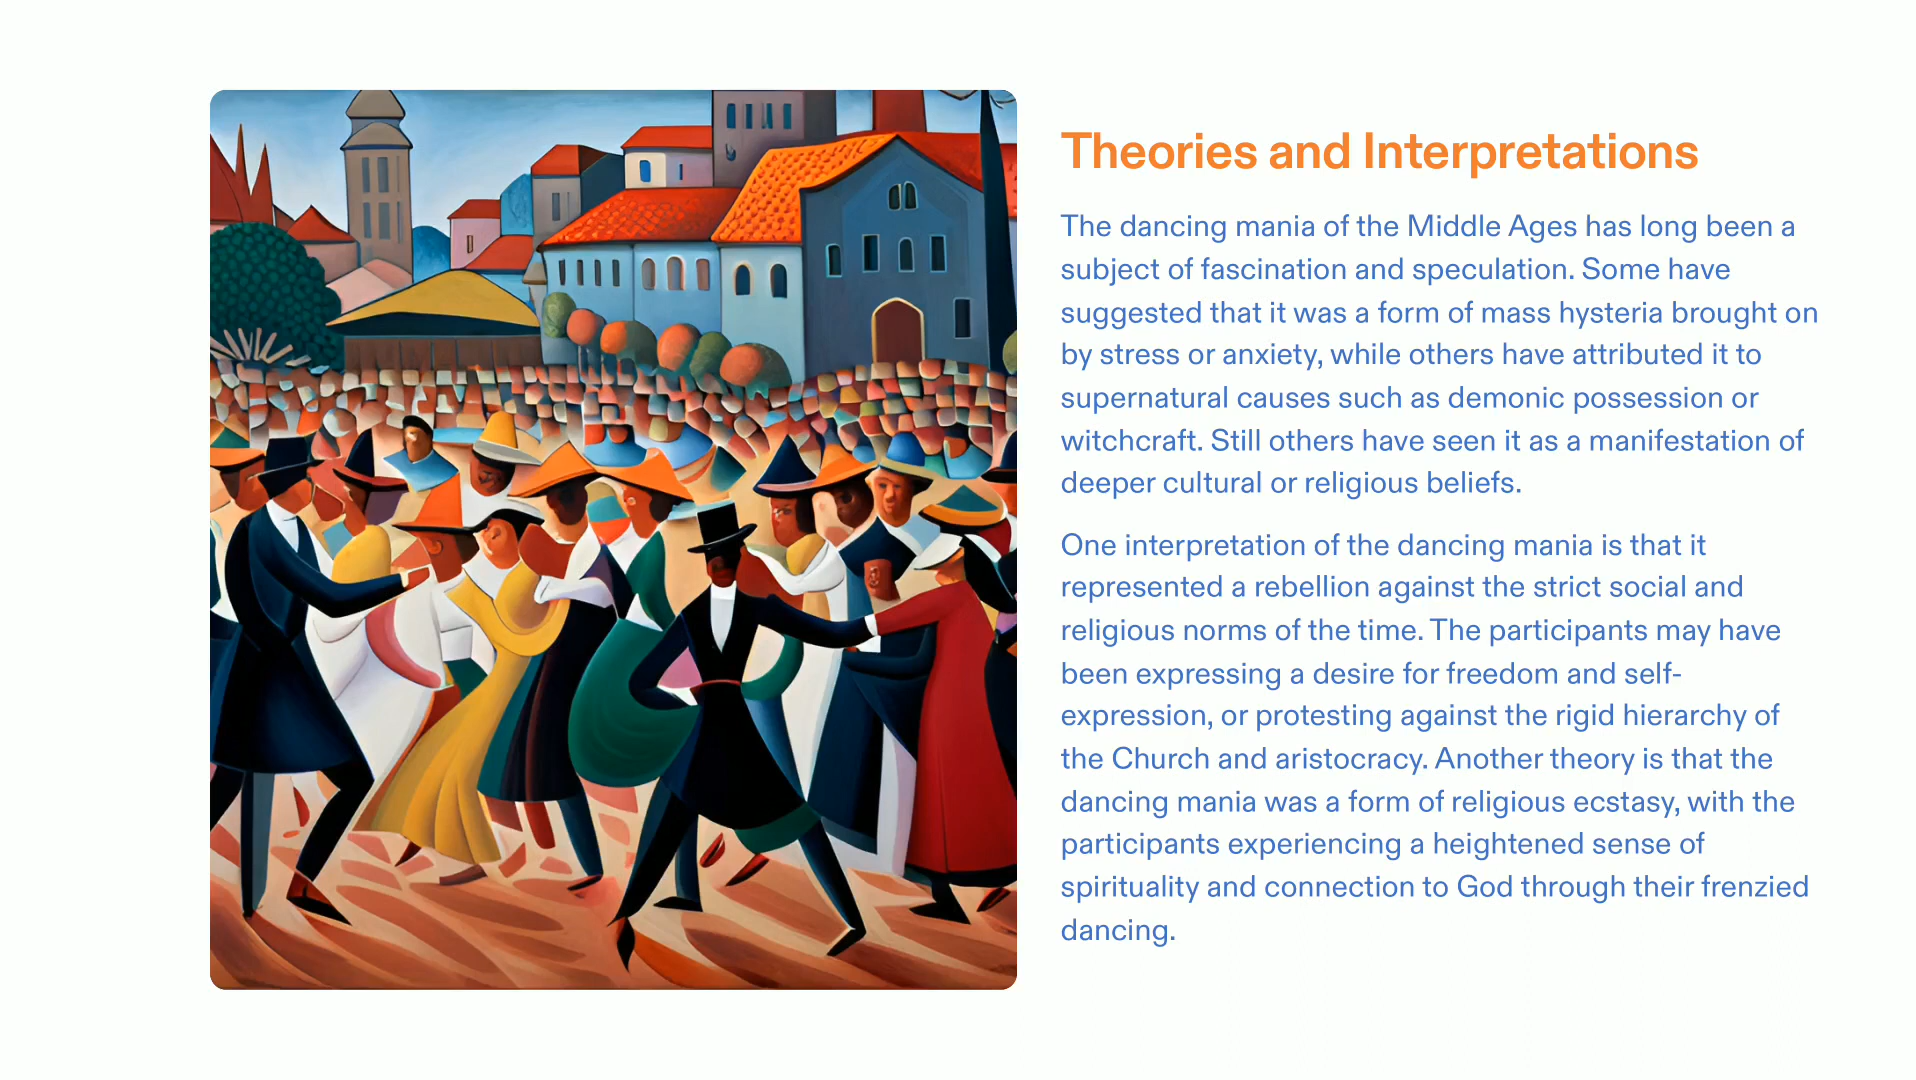 Theories and Interpretations
The dancing mania of the Middle Ages has long been a
subject of fascination and speculation. Some have
suggested that it was a form of mass hysteria brought on
by stress or anxiety, while others have attributed it to
supernatural causes such as demonic possession or
witchcraft. Still others have seen it as a manifestation of
deeper cultural or religious beliefs.
One interpretation of the dancing mania is that it
represented a rebellion against the strict social and
religious norms of the time. The participants may have
been expressing a desire for freedom and self-
expression, or protesting against the rigid hierarchy of
the Church and aristocracy. Another theory is that the
dancing mania was a form of religious ecstasy, with the
participants experiencing a heightened sense of
spirituality and connection to God through their frenzied
dancing.